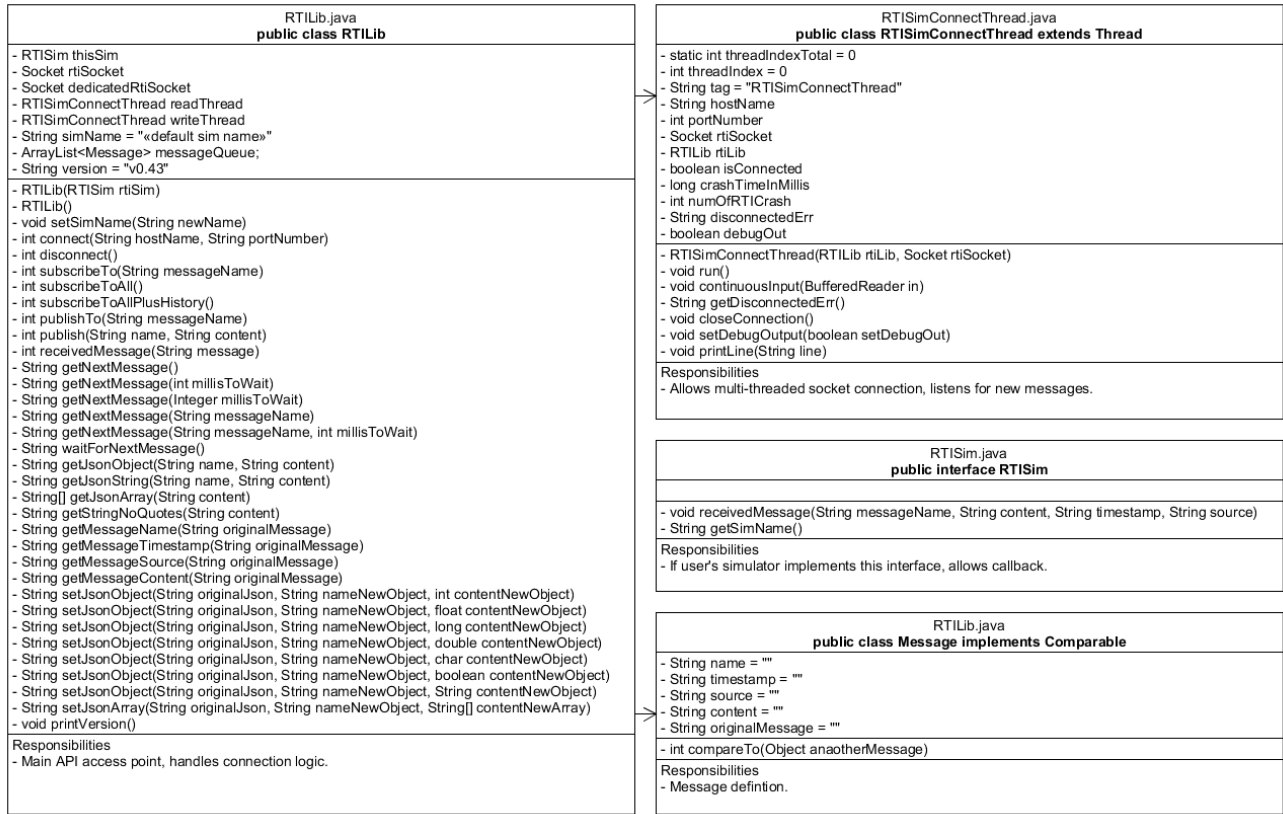 RTILib.java
public class RTILib
- RTISim thisSim
- Socket rtiSocket
- Socket dedicatedRtiSocket
- RTISimConnectThread readThread
- RTISimConnectThread writeThread
- String simName = "«default sim name»"
- ArrayList<Message> messageQueue;
- String version = "v0.43"
- RTILib(RTISim rtiSim)
- RTILib()
- void setSimName(String newName)
- int connect(String hostName, String portNumber)
- int disconnect()
- int subscribeTo(String messageName)
- int subscribeToAll()
- int subscribeToAllPlusHistory()
- int publishTo(String messageName)
- int publish(String name, String content)
- int receivedMessage(String message)
- String getNextMessage()
- String getNextMessage(int millisToWait)
- String getNextMessage(Integer millisToWait)
- String getNextMessage(String messageName)
- String getNextMessage(String messageName, int millisToWait)
- String waitForNextMessage()
- String getJsonObject(String name, String content)
- String getJsonString(String name, String content)
- String[] getJsonArray(String content)
- String getStringNoQuotes(String content)
- String getMessageName(String originalMessage)
- String getMessageTimestamp(String originalMessage)
- String getMessageSource(String originalMessage)
- String getMessageContent(String originalMessage)
- String setJsonObject(String originalJson, String nameNewObject, int contentNewObject)
- String setJsonObject(String originalJson, String nameNewObject, float contentNewObject)
- String setJsonObject(String originalJson, String nameNewObject, long contentNewObject)
- String setJsonObject(String originalJson, String nameNewObject, double contentNewObject)
- String setJsonObject(String originalJson, String nameNewObject, char contentNewObject)
- String setJsonObject(String originalJson, String nameNewObject, boolean contentNewObject)
- String setJsonObject(String originalJson, String nameNewObject, String contentNewObject)
- String setJsonArray(String originalJson, String nameNewObject, String[] contentNewArray)
- void printVersion()
Responsibilities
- Main API access point, handles connection logic.
RTISimConnectThread.java
public class RTISimConnectThread extends Thread
- static int threadIndexTotal = 0
- int threadIndex = 0
- String tag = "RTISimConnectThread"
- String hostName
- int portNumber
- Socket rtiSocket
- RTILib rtiLib
- boolean isConnected
- long crashTimeInMillis
- int numOfRTICrash
- String disconnectedErr
- boolean debugOut
- RTISimConnectThread(RTILib rtiLib, Socket rtiSocket)
- void run()
- void continuousInput(BufferedReader in)
- String getDisconnectedErr()
- void closeConnection()
- void setDebugOutput(boolean setDebugOut)
- void printLine(String line)
Responsibilities
- Allows multi-threaded socket connection, listens for new messages.
RTISim.java
public interface RTISim
- void receivedMessage(String messageName, String content, String timestamp, String source)
- String getSimName()
Responsibilities
- If user's simulator implements this interface, allows callback.
RTILib.java
public class Message implements Comparable
- String name = ""
- String timestamp = ""
- String source = ""
- String content = ""
- String originalMessage = ""
- int compareTo(Object anaotherMessage)
Responsibilities
- Message defintion.